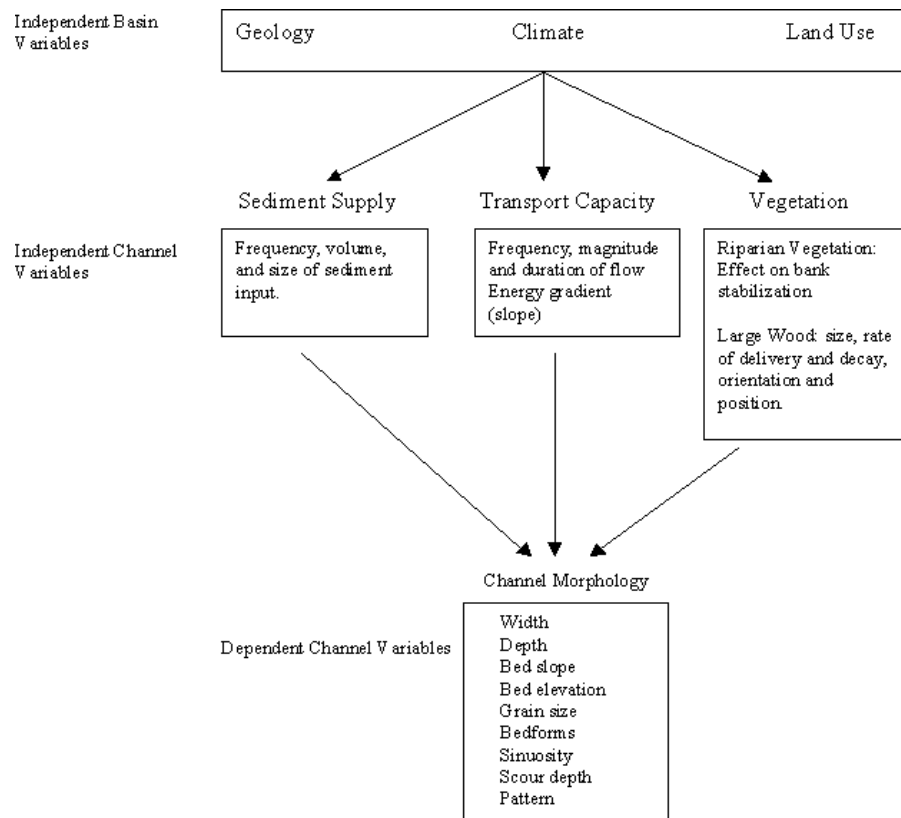 Independent Basin
Variables
Geology Climate Land Use
Sediment Supply Transport Capacity Vegetation
Independent Channel
Variables
Frequency, volume,
and size of sediment
input.
Frequency, magnitude
and duration of flow
Energy gradient
(slope)
Riparian Vegetation:
Effect on bank
stabilization
Large Wood: size, rate
of delivery and decay,
orientation and
position.
Channel Morphology
Dependent Channel Variables
Width
Depth
Bed slope
Bed elevation
Grain size
Bedforms
Sinuosity
Scour depth
Pattern